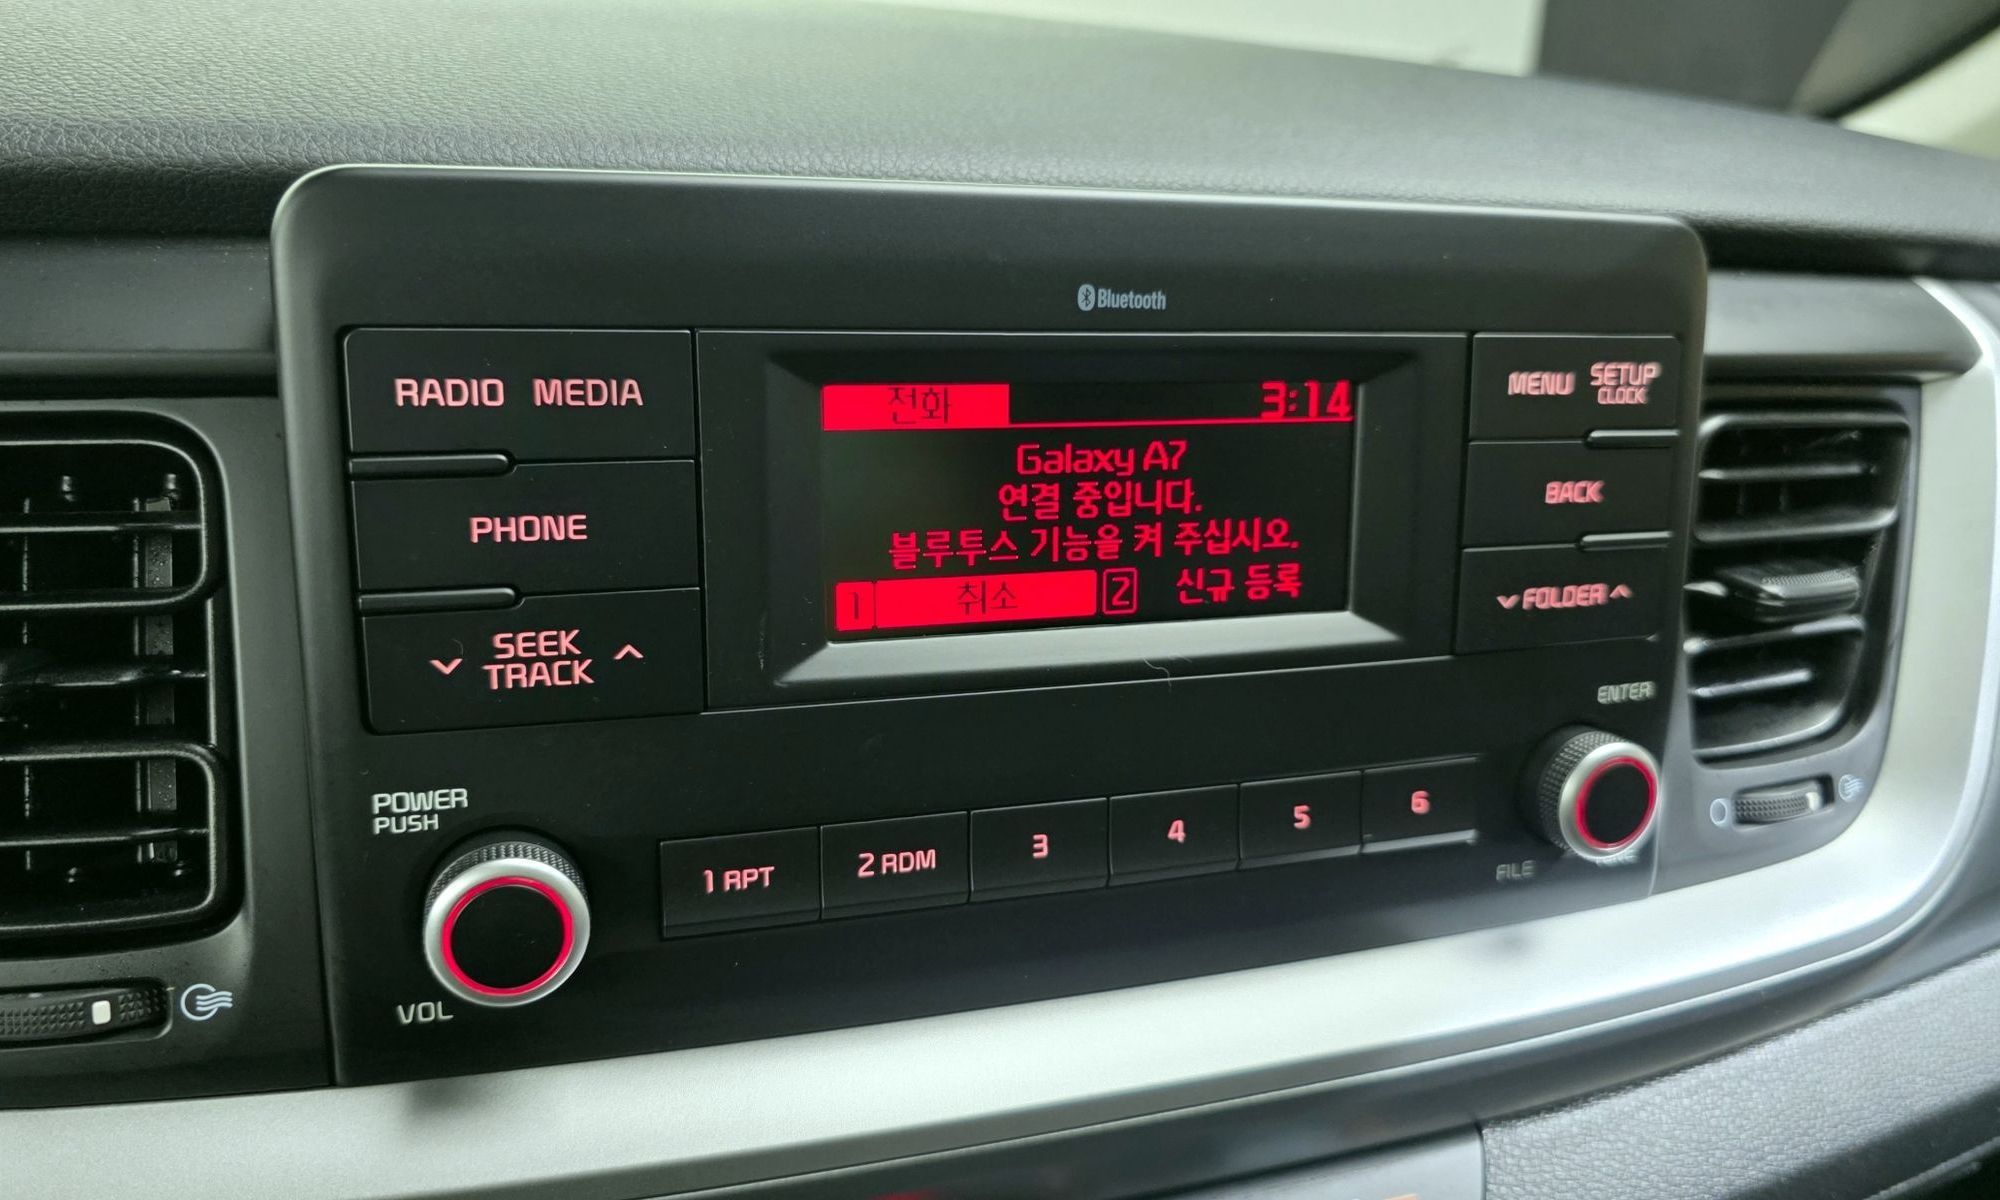 Bluetooth
RADIO MEDIA
PHONE
SEEK
TRACK
전화 3:14
Galaxy A7
연결 중입니다.
블루투스 기능을 켜 주십시오.
1 취소 2 신규 등록
MENU SETUP
CLOCK
BACK
FOLDER
ENTER
POWER
PUSH
VOL
1 RPT 2 RDM 3 4 5 6
FILE